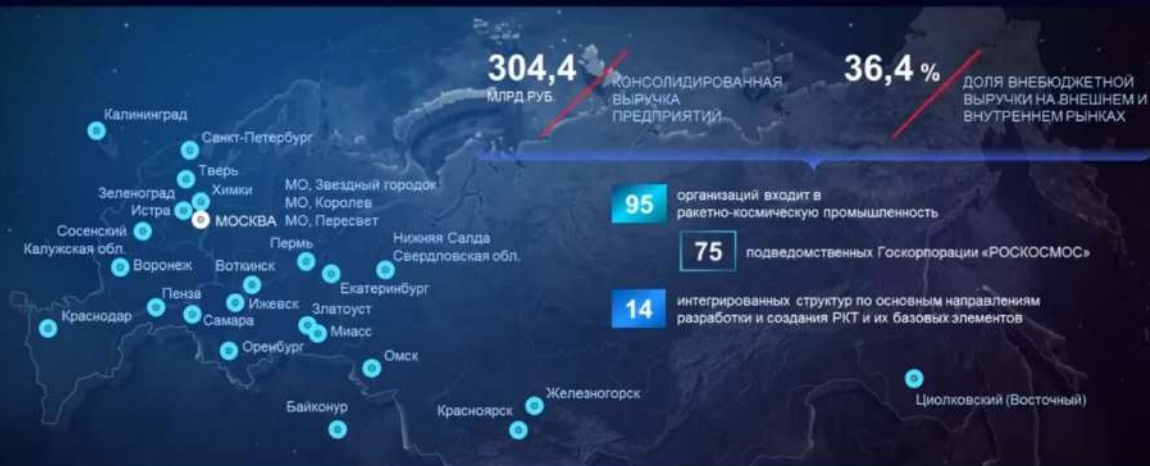 304,4
МЛРД РУБ.
КОНСОЛИДИРОВАННАЯ
ВЫРУЧКА
ПРЕДПРИЯТИЙ
36,4 %
ДОЛЯ ВНЕБЮДЖЕТНОЙ
ВЫРУЧКИ НА ВНЕШНЕМ И
ВНУТРЕННЕМ РЫНКАХ
95
организаций входит в
ракетно-космическую промышленность
75
подведомственных Госкорпорации «РОСКОСМОС»
14
интегрированных структур по основным направлениям
разработки и создания РКТ и их базовых элементов
Калининград
Санкт-Петербург
Тверь
Зеленоград
Химки
Истра
МОСКВА
МО, Звездный городок
МО, Королев
МО, Пересвет
Сосенский
Калужская обл.
Воронеж
Воткинск
Пермь
Нижняя Салда
Свердловская обл.
Екатеринбург
Пенза
Ижевск
Златоуст
Краснодар
Самара
Миасс
Оренбург
Омск
Байконур
Красноярск
Железногорск
Циолковский (Восточный)